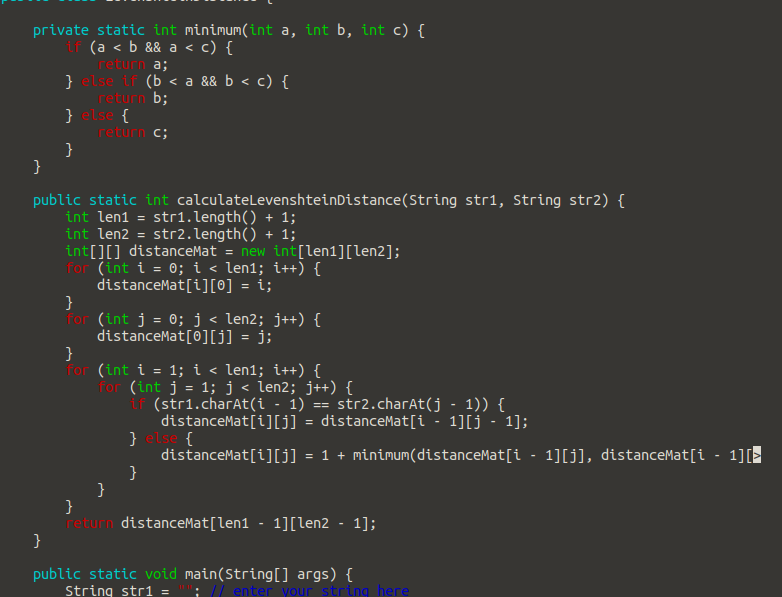 private static int minimum(int a, int b, int c) {
if (a < b && a < c) {
return a;
} else if (b < a && b < c) {
return b;
} else {
return c;
}
}
public static int calculateLevenshteinDistance(String str1, String str2) {
int len1 = str1.length() + 1;
int len2 = str2.length() + 1;
int[][] distanceMat = new int[len1][len2];
for (int i = 0; i < len1; i++) {
distanceMat[i][0] = i;
}
for (int j = 0; j < len2; j++) {
distanceMat[0][j] = j;
}
for (int i = 1; i < len1; i++) {
for (int j = 1; j < len2; j++) {
if (str1.charAt(i - 1) == str2.charAt(j - 1)) {
distanceMat[i][j] = distanceMat[i - 1][j - 1];
} else {
distanceMat[i][j] = 1 + minimum(distanceMat[i - 1][j], distanceMat[i - 1][>
}
}
}
return distanceMat[len1 - 1][len2 - 1];
}
public static void main(String[] args) {
String str1 = ""; // enter your string here